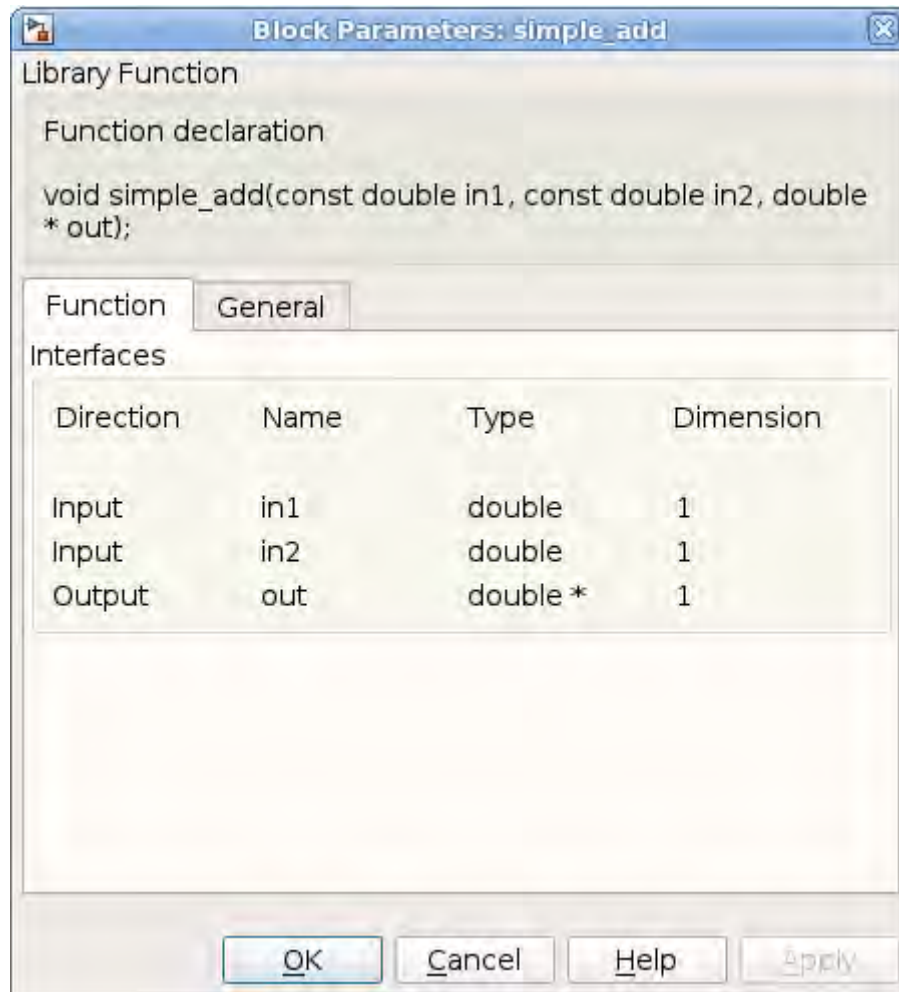 Block Parameters: simple_add
Library Function
Function declaration
void simple_add(const double in1, const double in2, double
* out);
Function General
Interfaces
Direction Name Type Dimension
Input in1 double 1
Input in2 double 1
Output out double * 1
OK Cancel Help Apply